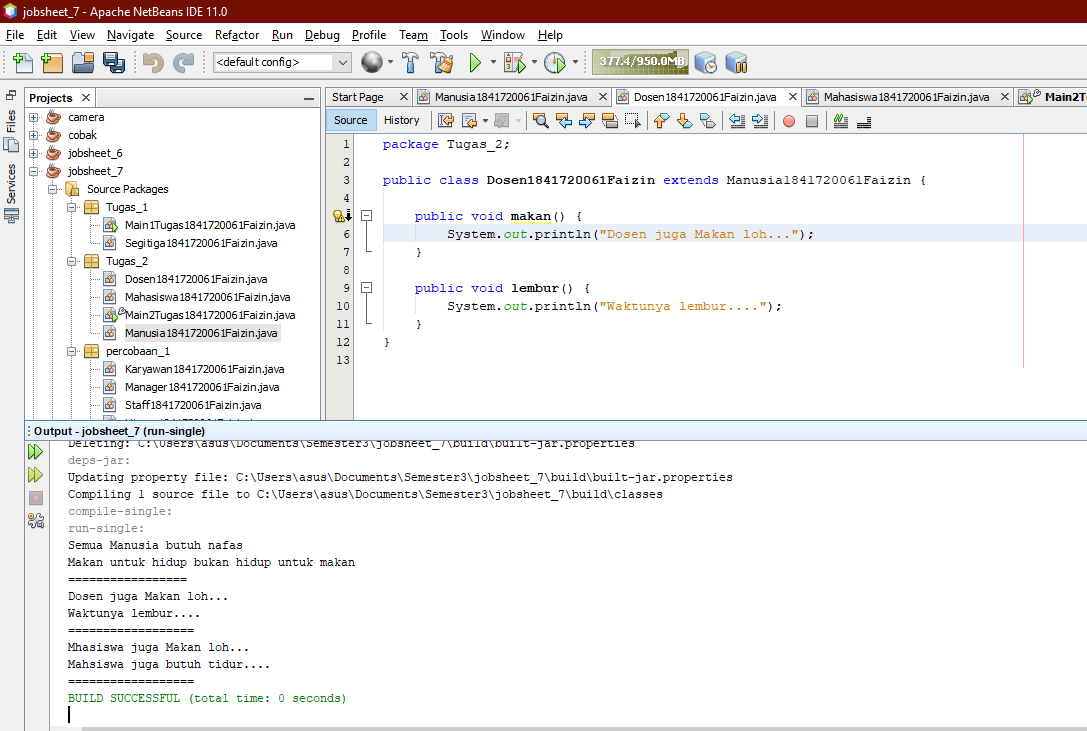 jobsheet_7 - Apache NetBeans IDE 11.0
File Edit View Navigate Source Refactor Run Debug Profile Team Tools Window Help
<default config>
377.4/950.0MB
Files
Services
Projects
camera
cobak
jobsheet_6
jobsheet_7
Source Packages
Tugas_1
Main1Tugas1841720061Faizin.java
Segitiga1841720061Faizin.java
Tugas_2
Dosen1841720061Faizin.java
Mahasiswa1841720061Faizin.java
Main2Tugas1841720061Faizin.java
Manusia1841720061Faizin.java
percobaan_1
Karyawan1841720061Faizin.java
Manager1841720061Faizin.java
Staff1841720061Faizin.java
Start Page Manusia1841720061Faizin.java Dosen1841720061Faizin.java Mahasiswa1841720061Faizin.java Main2T
Source History
1 package Tugas_2;
2
3 public class Dosen1841720061Faizin extends Manusia1841720061Faizin {
4
public void makan() {
6 System.out.println("Dosen juga Makan loh...");
7 }
8
9 public void lembur() {
10 System.out.println("Waktunya lembur....");
11 }
12 }
13
Output - jobsheet_7 (run-single)
Deleting: C:\Users\asus\Documents\Semester3\jobsheet_7\build\built-jar.properties
deps-jar:
Updating property file: C:\Users\asus\Documents\Semester3\jobsheet_7\build\built-jar.properties
Compiling 1 source file to C:\Users\asus\Documents\Semester3\jobsheet_7\build\classes
compile-single:
run-single:
Semua Manusia butuh nafas
Makan untuk hidup bukan hidup untuk makan
=================
Dosen juga Makan loh...
Waktunya lembur....
==================
Mhasiswa juga Makan loh...
Mahsiswa juga butuh tidur....
==================
BUILD SUCCESSFUL (total time: 0 seconds)